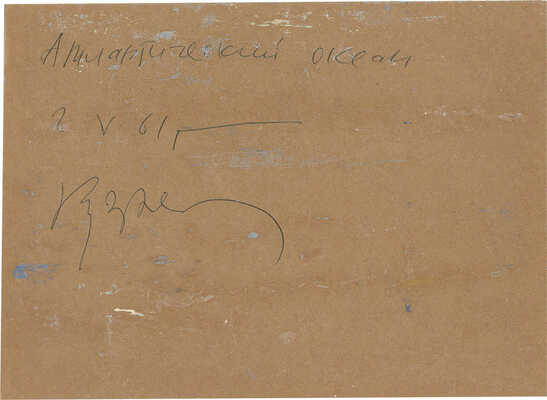 Атлантический океан
2 V 61,